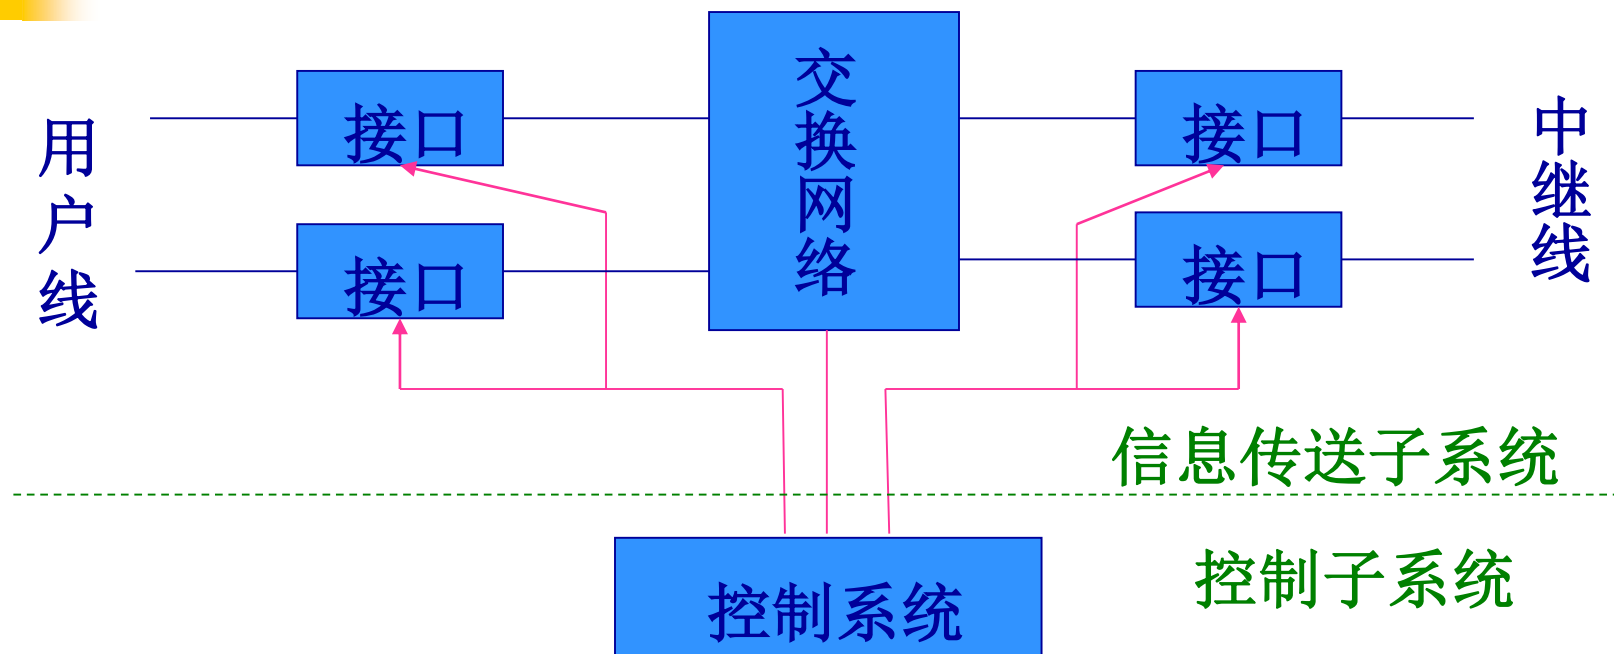 用户线
接口
接口
交换网络
接口
接口
中继线
信息传送子系统
控制子系统
控制系统